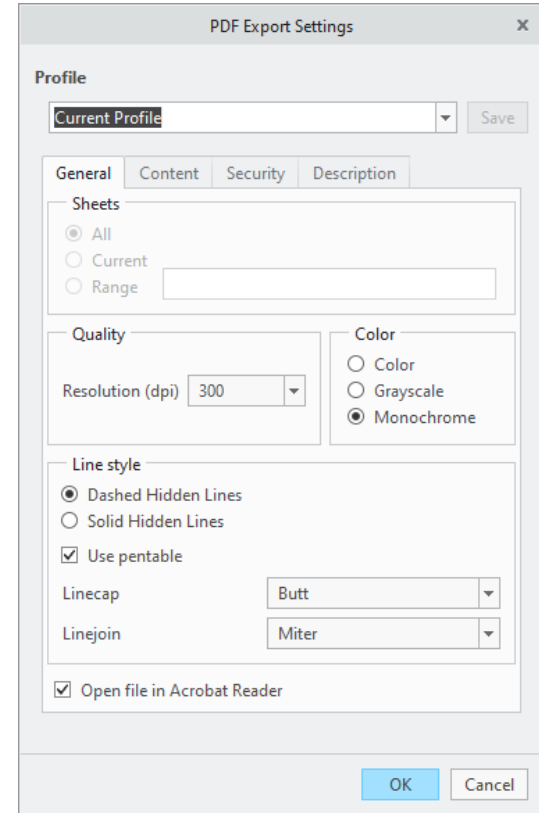 PDF Export Settings
Profile
Current Profile
Save
General Content Security Description
Sheets
All
Current
Range
Quality
Resolution (dpi) 300
Color
Color
Grayscale
Monochrome
Line style
Dashed Hidden Lines
Solid Hidden Lines
Use pentable
Linecap Butt
Linejoin Miter
Open file in Acrobat Reader
OK Cancel